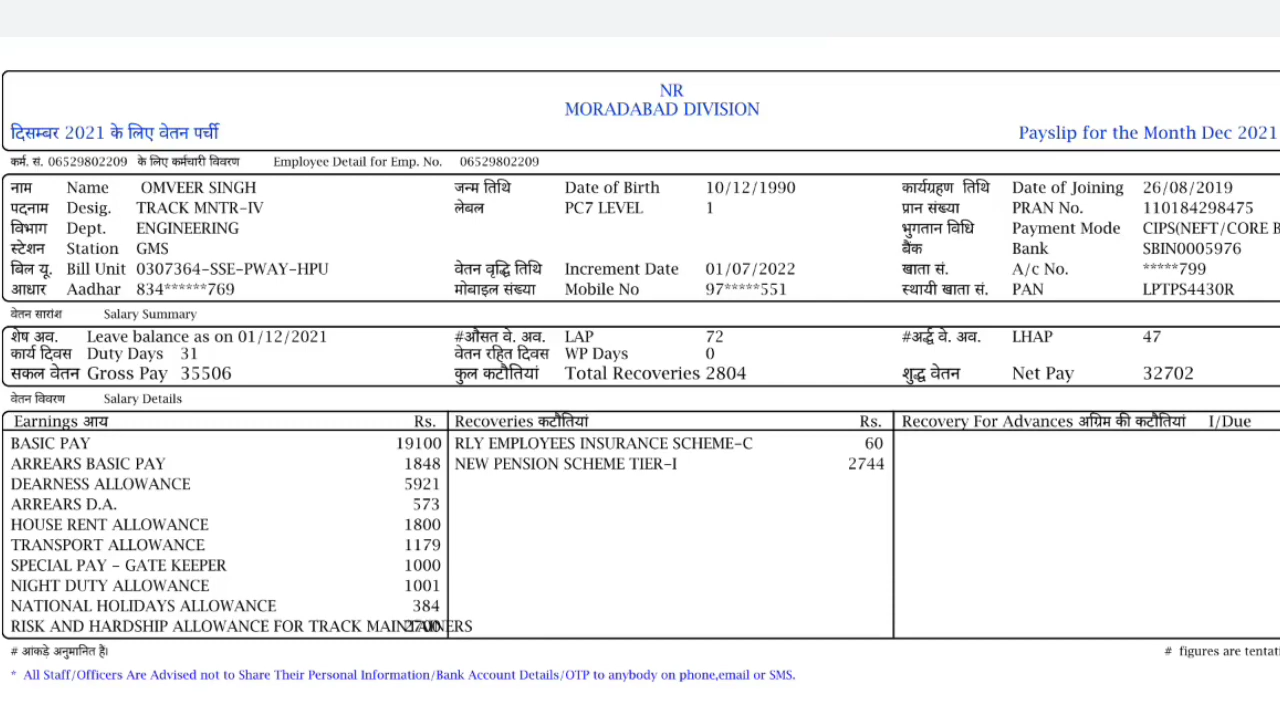 NR
MORADABAD DIVISION
दिसम्बर 2021 के लिए वेतन पर्ची Payslip for the Month Dec 2021
कर्म. सं. 06529802209 के लिए कर्मचारी विवरण Employee Detail for Emp. No. 06529802209
नाम Name OMVEER SINGH जन्म तिथि Date of Birth 10/12/1990 कार्यग्रहण तिथि Date of Joining 26/08/2019
पदनाम Desig. TRACK MNTR-IV लेबल PC7 LEVEL 1 प्रान संख्या PRAN No. 110184298475
विभाग Dept. ENGINEERING भुगतान विधि Payment Mode CIPS(NEFT/CORE B
स्टेशन Station GMS बैंक Bank SBIN0005976
बिल यू. Bill Unit 0307364-SSE-PWAY-HPU वेतन वृद्धि तिथि Increment Date 01/07/2022 खाता सं. A/c No. *****799
आधार Aadhar 834******769 मोबाइल संख्या Mobile No 97*****551 स्थायी खाता सं. PAN LPTPS4430R
वेतन सारांश Salary Summary
शेष अव. Leave balance as on 01/12/2021 #औसत वे. अव. LAP 72 #अर्द्ध वे. अव. LHAP 47
कार्य दिवस Duty Days 31 वेतन रहित दिवस WP Days 0
सकल वेतन Gross Pay 35506 कुल कटौतियां Total Recoveries 2804 शुद्ध वेतन Net Pay 32702
वेतन विवरण Salary Details
Earnings आय Rs. Recoveries कटौतियां Rs. Recovery For Advances अग्रिम की कटौतियां I/Due
BASIC PAY 19100 RLY EMPLOYEES INSURANCE SCHEME-C 60
ARREARS BASIC PAY 1848 NEW PENSION SCHEME TIER-I 2744
DEARNESS ALLOWANCE 5921
ARREARS D.A. 573
HOUSE RENT ALLOWANCE 1800
TRANSPORT ALLOWANCE 1179
SPECIAL PAY - GATE KEEPER 1000
NIGHT DUTY ALLOWANCE 1001
NATIONAL HOLIDAYS ALLOWANCE 384
RISK AND HARDSHIP ALLOWANCE FOR TRACK MAINTAINERS 2700
# आंकड़े अनुमानित है। # figures are tentati
* All Staff/Officers Are Advised not to Share Their Personal Information/Bank Account Details/OTP to anybody on phone,email or SMS.